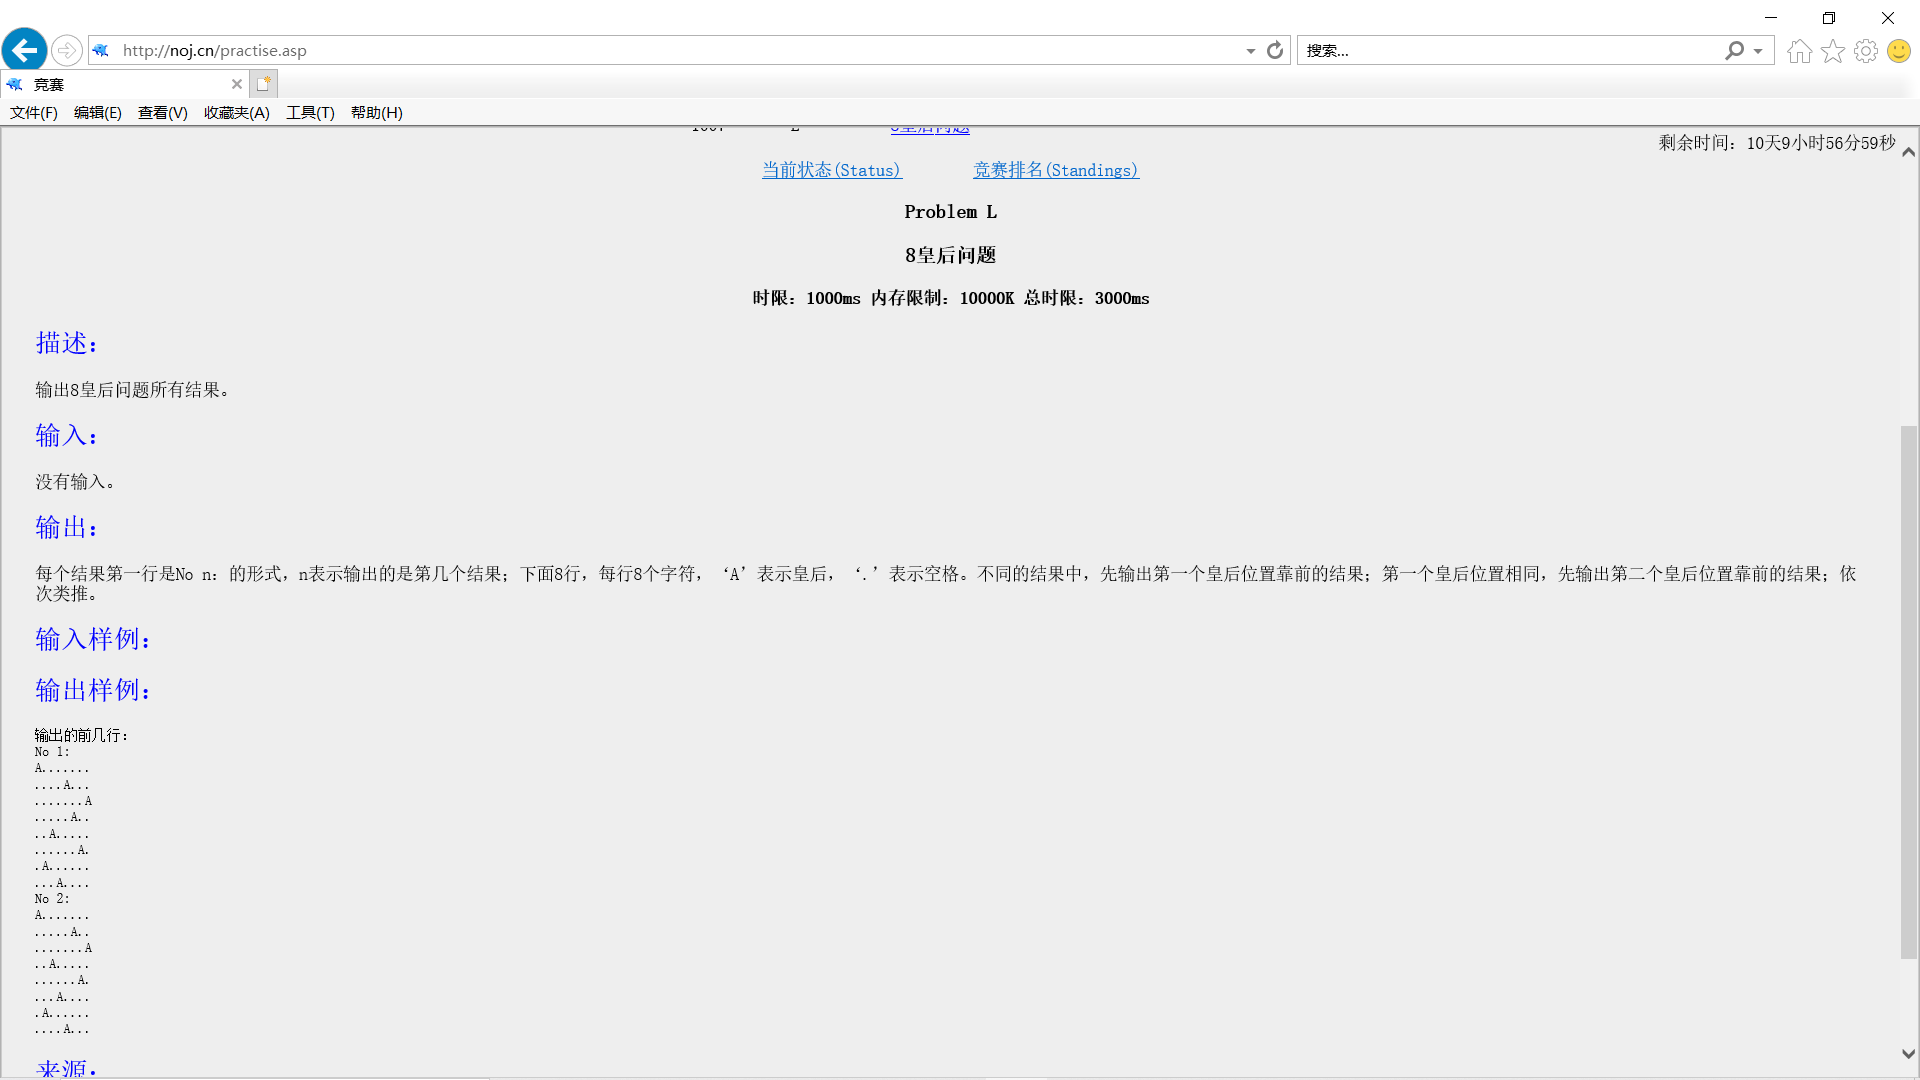 http://noj.cn/practise.asp
搜索...
竞赛
文件(F) 编辑(E) 查看(V) 收藏夹(A) 工具(T) 帮助(H)
8皇后问题
剩余时间：10天9小时56分59秒
当前状态(Status) 竞赛排名(Standings)
Problem L
8皇后问题
时限：1000ms 内存限制：10000K 总时限：3000ms
描述：
输出8皇后问题所有结果。
输入：
没有输入。
输出：
每个结果第一行是No n：的形式，n表示输出的是第几个结果；下面8行，每行8个字符，‘A’表示皇后，‘.’表示空格。不同的结果中，先输出第一个皇后位置靠前的结果；第一个皇后位置相同，先输出第二个皇后位置靠前的结果；依
次类推。
输入样例：
输出样例：
输出的前几行：
No 1:
A.......
....A...
.......A
.....A..
..A.....
......A.
.A......
...A....
No 2:
A.......
.....A..
.......A
..A.....
......A.
...A....
.A......
....A...
来源：